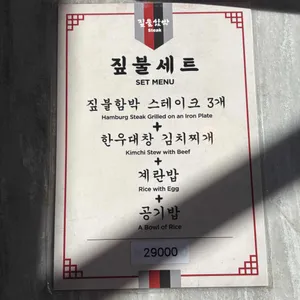 짚불함박
Steak
짚불세트
SET MENU
짚불함박 스테이크 3개
Hamburg Steak Grilled on an Iron Plate
+
한우대창 김치찌개
Kimchi Stew with Beef
+
계란밥
Rice with Egg
+
공기밥
A Bowl of Rice
29000